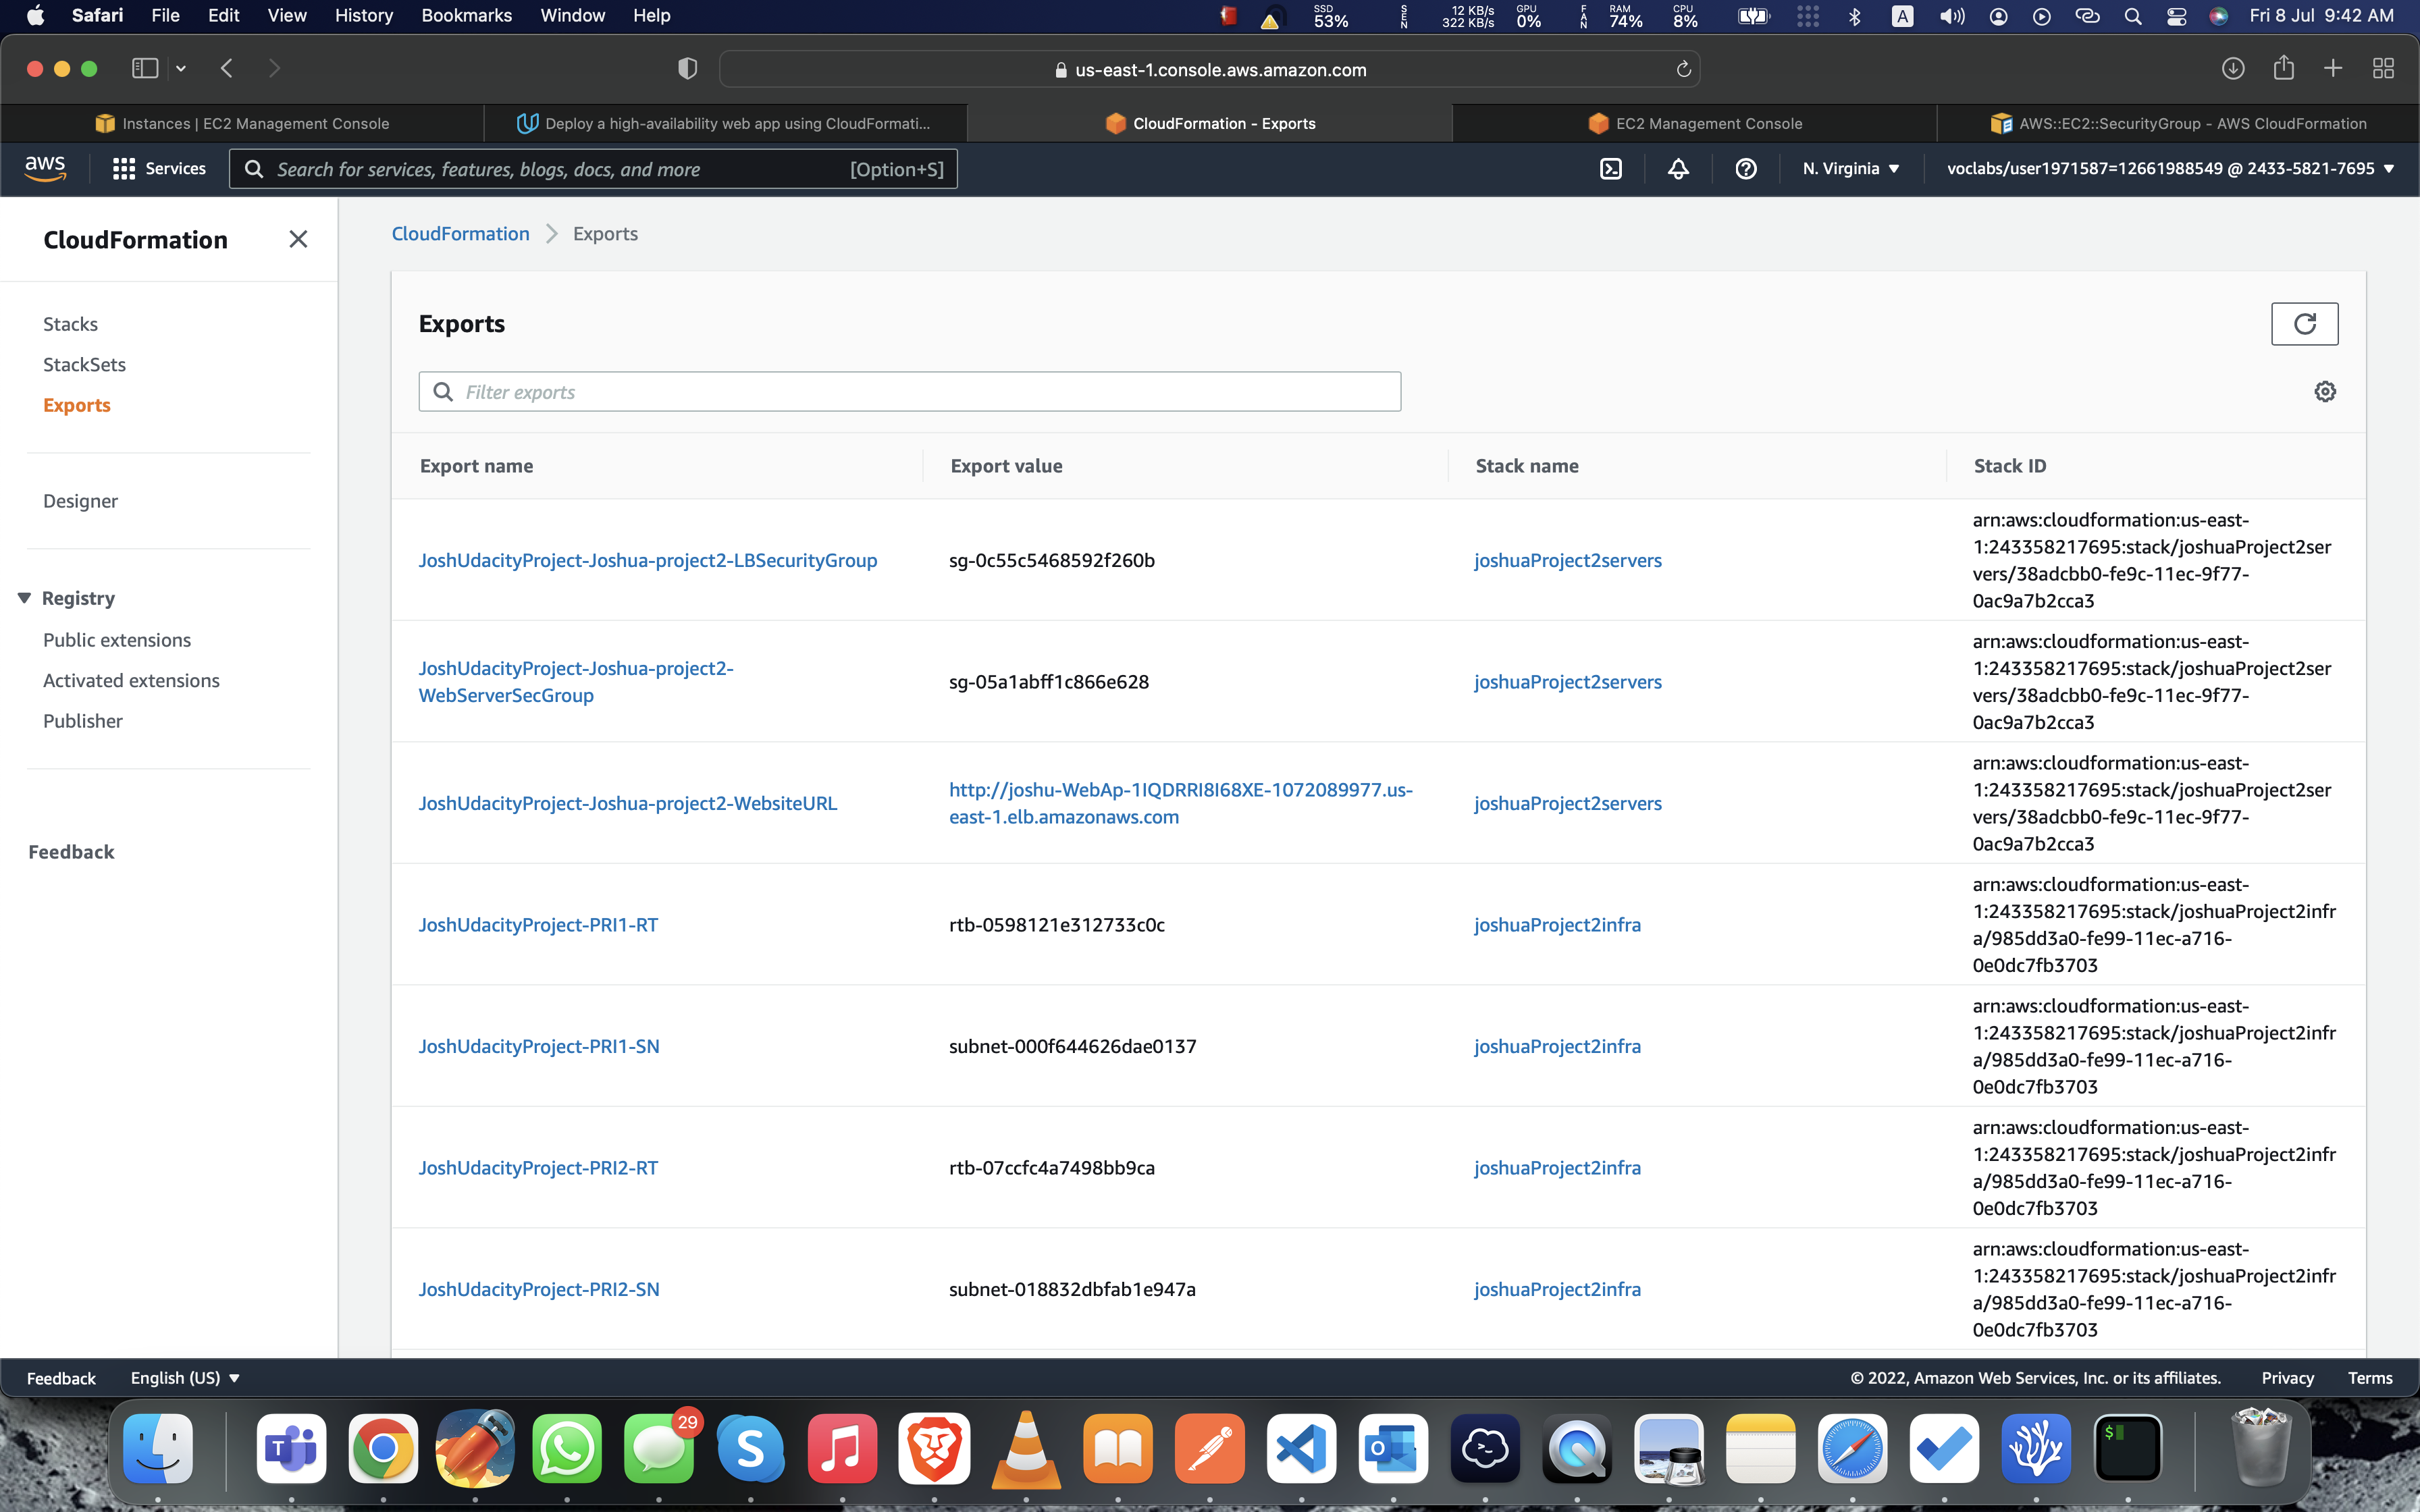 Safari File Edit View History Bookmarks Window Help SSD 53% SEN 12 KB/s 322 KB/s GPU 0% FAN RAM 74% CPU 8% A Fri 8 Jul 9:42 AM
us-east-1.console.aws.amazon.com
Instances | EC2 Management Console
Deploy a high-availability web app using CloudFormati...
CloudFormation - Exports
EC2 Management Console
AWS::EC2::SecurityGroup - AWS CloudFormation
aws Services Search for services, features, blogs, docs, and more [Option+S] N. Virginia voclabs/user1971587=12661988549 @ 2433-5821-7695
CloudFormation
Stacks
StackSets
Exports
Designer
Registry
Public extensions
Activated extensions
Publisher
Feedback
CloudFormation Exports
Exports
Filter exports
Export name Export value Stack name Stack ID
JoshUdacityProject-Joshua-project2-LBSecurityGroup
sg-0c55c5468592f260b
joshuaProject2servers
arn:aws:cloudformation:us-east-
1:243358217695:stack/joshuaProject2ser
vers/38adcbb0-fe9c-11ec-9f77-
0ac9a7b2cca3
JoshUdacityProject-Joshua-project2-
WebServerSecGroup
sg-05a1abff1c866e628
joshuaProject2servers
arn:aws:cloudformation:us-east-
1:243358217695:stack/joshuaProject2ser
vers/38adcbb0-fe9c-11ec-9f77-
0ac9a7b2cca3
JoshUdacityProject-Joshua-project2-WebsiteURL
http://joshu-WebAp-1IQDRRI8I68XE-1072089977.us-
east-1.elb.amazonaws.com
joshuaProject2servers
arn:aws:cloudformation:us-east-
1:243358217695:stack/joshuaProject2ser
vers/38adcbb0-fe9c-11ec-9f77-
0ac9a7b2cca3
JoshUdacityProject-PRI1-RT
rtb-0598121e312733c0c
joshuaProject2infra
arn:aws:cloudformation:us-east-
1:243358217695:stack/joshuaProject2infr
a/985dd3a0-fe99-11ec-a716-
0e0dc7fb3703
JoshUdacityProject-PRI1-SN
subnet-000f644626dae0137
joshuaProject2infra
arn:aws:cloudformation:us-east-
1:243358217695:stack/joshuaProject2infr
a/985dd3a0-fe99-11ec-a716-
0e0dc7fb3703
JoshUdacityProject-PRI2-RT
rtb-07ccfc4a7498bb9ca
joshuaProject2infra
arn:aws:cloudformation:us-east-
1:243358217695:stack/joshuaProject2infr
a/985dd3a0-fe99-11ec-a716-
0e0dc7fb3703
JoshUdacityProject-PRI2-SN
subnet-018832dbfab1e947a
joshuaProject2infra
arn:aws:cloudformation:us-east-
1:243358217695:stack/joshuaProject2infr
a/985dd3a0-fe99-11ec-a716-
0e0dc7fb3703
Feedback English (US) © 2022, Amazon Web Services, Inc. or its affiliates. Privacy Terms
29